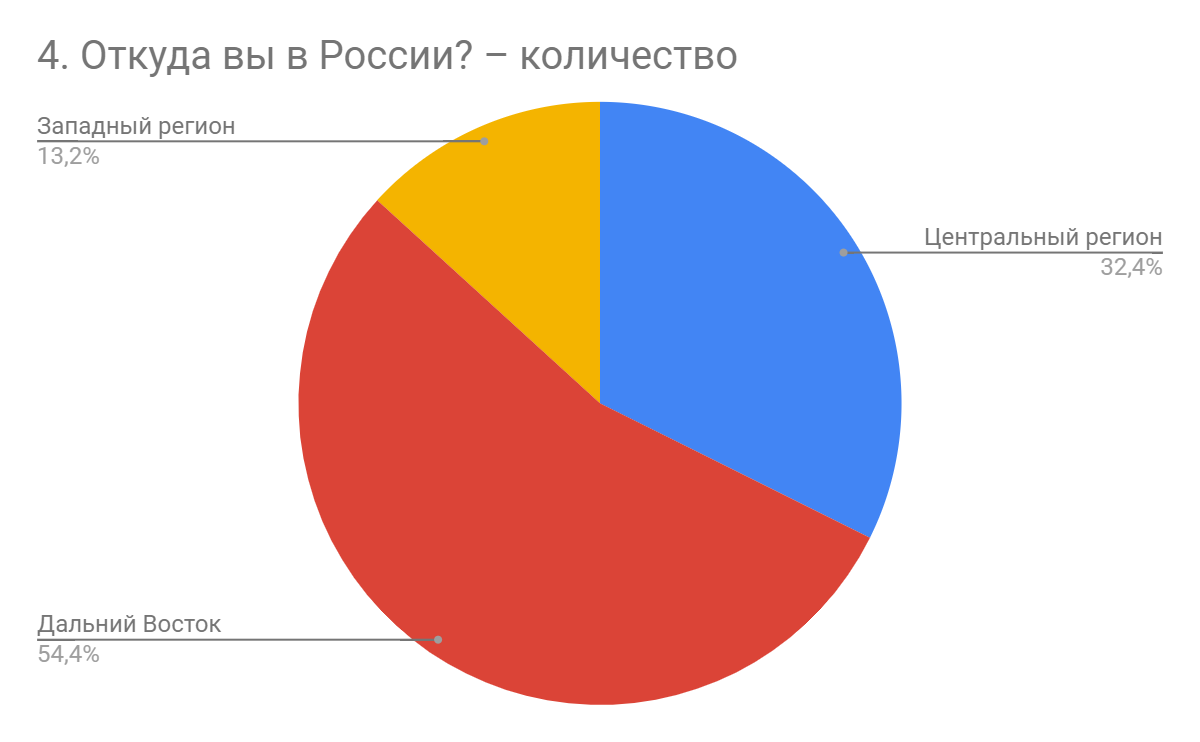 4. Откуда вы в России? – количество
Западный регион
13,2%
Центральный регион
32,4%
Дальний Восток
54,4%